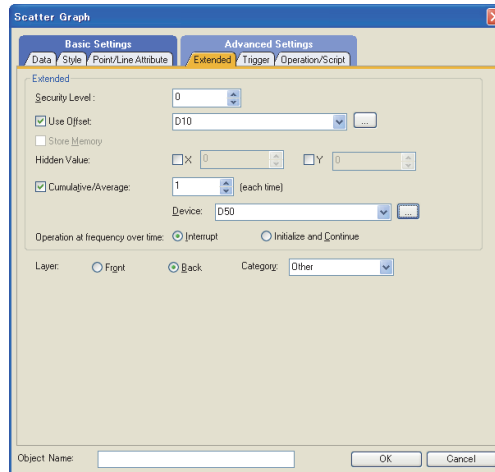 Scatter Graph
Basic Settings Advanced Settings
Data Style Point/Line Attribute Extended Trigger Operation/Script
Extended
Security Level : 0
Use Offset: D10 ...
Store Memory
Hidden Value: X 0 Y 0
Cumulative/Average: 1 (each time)
Device: D50 ...
Operation at frequency over time: Interrupt Initialize and Continue
Layer: Front Back Category: Other
Object Name: OK Cancel